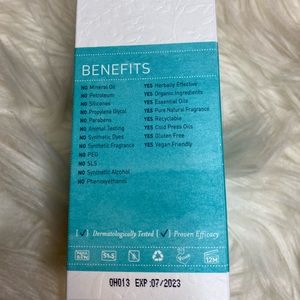 BENEFITS
NO Mineral Oil
NO Petroleum
NO Silicones
NO Propylene Glycol
NO Parabens
NO Animal Testing
NO Synthetic Dyes
NO Synthetic Fragrance
NO PEG
NO SLS
NO Synthetic Alcohol
NO Phenoxyethanol
YES Herbally Effective
YES Organic Ingredients
YES Essential Oils
YES Pure Natural Fragrance
YES Recyclable
YES Cold Press Oils
YES Gluten Free
YES Vegan Friendly
[✓] Dermatologically Tested [✓] Proven Efficacy
12M
OH013 EXP:07/2023